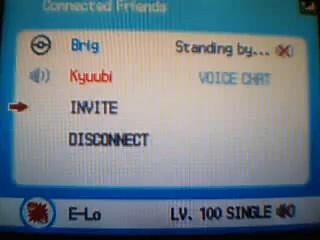 Connected Friends
Brig Standing by...
Kyuubi VOICE CHAT
INVITE
DISCONNECT
E-Lo LV. 100 SINGLE